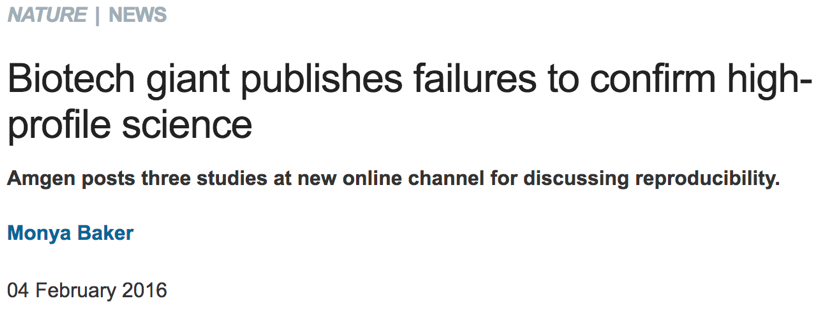 NATURE | NEWS
Biotech giant publishes failures to confirm high-
profile science
Amgen posts three studies at new online channel for discussing reproducibility.
Monya Baker
04 February 2016